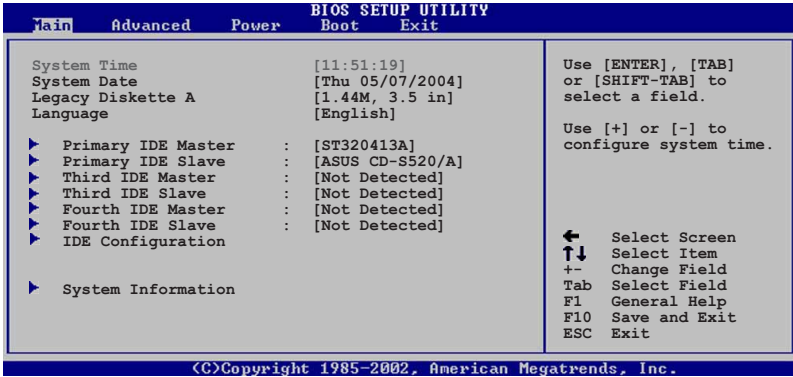 BIOS SETUP UTILITY
Main Advanced Power Boot Exit
System Time [11:51:19]
System Date [Thu 05/07/2004]
Legacy Diskette A [1.44M, 3.5 in]
Language [English]
Primary IDE Master : [ST320413A]
Primary IDE Slave : [ASUS CD-S520/A]
Third IDE Master : [Not Detected]
Third IDE Slave : [Not Detected]
Fourth IDE Master : [Not Detected]
Fourth IDE Slave : [Not Detected]
IDE Configuration
System Information
Use [ENTER], [TAB]
or [SHIFT-TAB] to
select a field.
Use [+] or [-] to
configure system time.
← Select Screen
↑↓ Select Item
+- Change Field
Tab Select Field
F1 General Help
F10 Save and Exit
ESC Exit
(C)Copyright 1985-2002, American Megatrends, Inc.